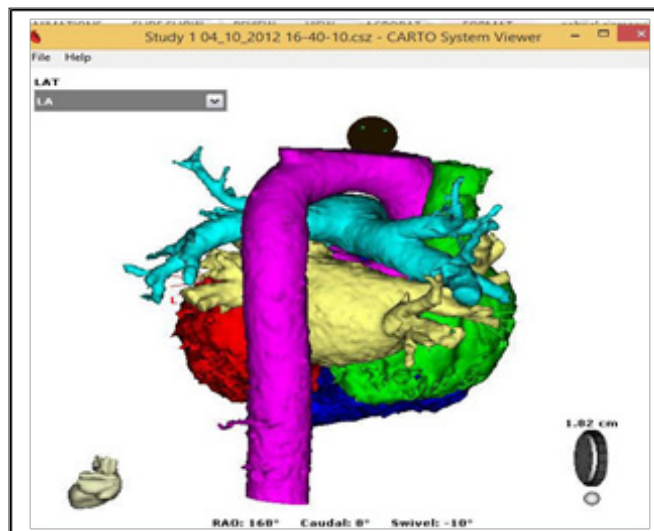 Study 1 04_10_2012 16-40-10.csz - CARTO System Viewer
File Help
LAT
LA
L
1.82 cm
RAO: 160° Caudal: 0° Swivel: -10°